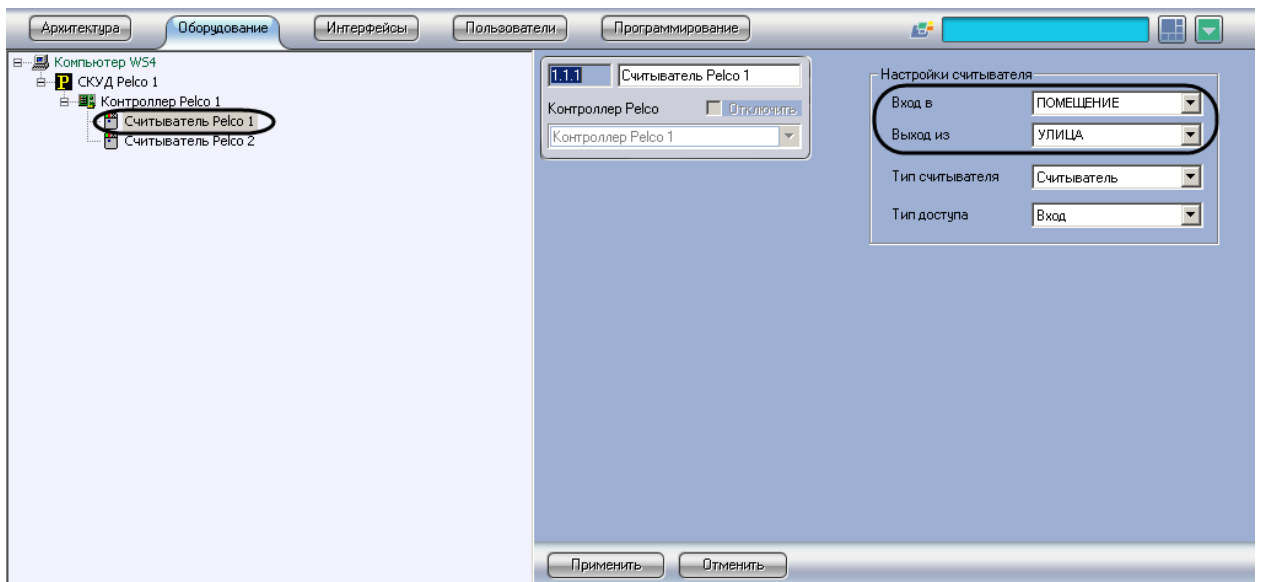 Архитектура Оборудование Интерфейсы Пользователи Программирование
Компьютер WS4
P СКУД Pelco 1
Контроллер Pelco 1
Считыватель Pelco 1
Считыватель Pelco 2
1.1.1 Считыватель Pelco 1
Контроллер Pelco Отключить
Контроллер Pelco 1
Настройки считывателя
Вход в ПОМЕЩЕНИЕ
Выход из УЛИЦА
Тип считывателя Считыватель
Тип доступа Вход
Применить Отменить